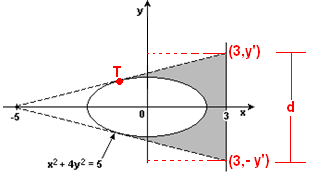 y
(3,y')
T
-5
0
3
x
d
x² + 4y² = 5
(3,- y')